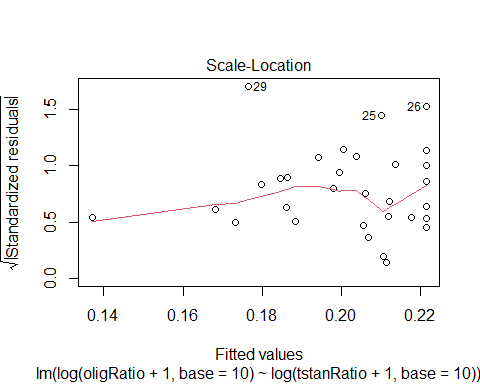 Scale-Location
√|Standardized residuals|
0.0 0.5 1.0 1.5
29
25
26
0.14 0.16 0.18 0.20 0.22
Fitted values
lm(log(oligRatio + 1, base = 10) ~ log(tstanRatio + 1, base = 10))